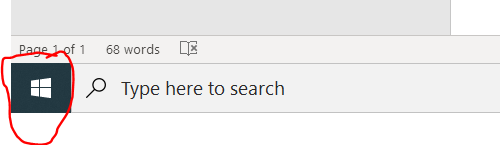 Page 1 of 1 68 words
Type here to search